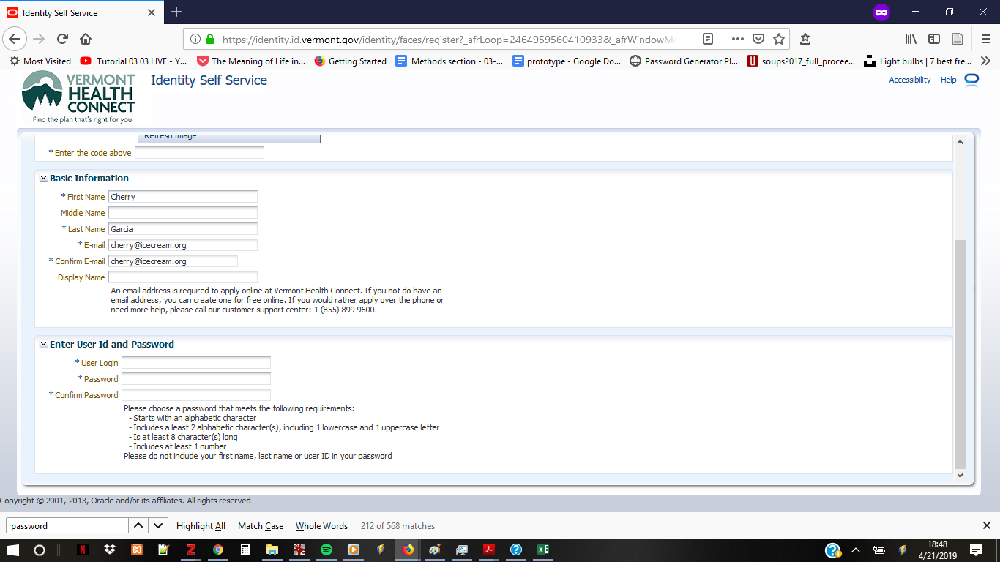 Identity Self Service
https://identity.id.vermont.gov/identity/faces/register?_afrLoop=2464959560410933&_afrWindowMo
Most Visited Tutorial 03 03 LIVE - Y... The Meaning of Life in... Getting Started Methods section - 03-... prototype - Google Do... Password Generator Pl... soups2017_full_procee... Light bulbs | 7 best fre...
VERMONT
HEALTH
CONNECT
Find the plan that's right for you.
Identity Self Service
Accessibility Help
Refresh Image
* Enter the code above
Basic Information
* First Name Cherry
Middle Name
* Last Name Garcia
* E-mail cherry@icecream.org
* Confirm E-mail cherry@icecream.org
Display Name
An email address is required to apply online at Vermont Health Connect. If you not do have an
email address, you can create one for free online. If you would rather apply over the phone or
need more help, please call our customer support center: 1 (855) 899 9600.
Enter User Id and Password
* User Login
* Password
* Confirm Password
Please choose a password that meets the following requirements:
- Starts with an alphabetic character
- Includes a least 2 alphabetic character(s), including 1 lowercase and 1 uppercase letter
- Is at least 8 character(s) long
- Includes at least 1 number
Please do not include your first name, last name or user ID in your password
Copyright © 2001, 2013, Oracle and/or its affiliates. All rights reserved
password Highlight All Match Case Whole Words 212 of 568 matches
18:48
4/21/2019